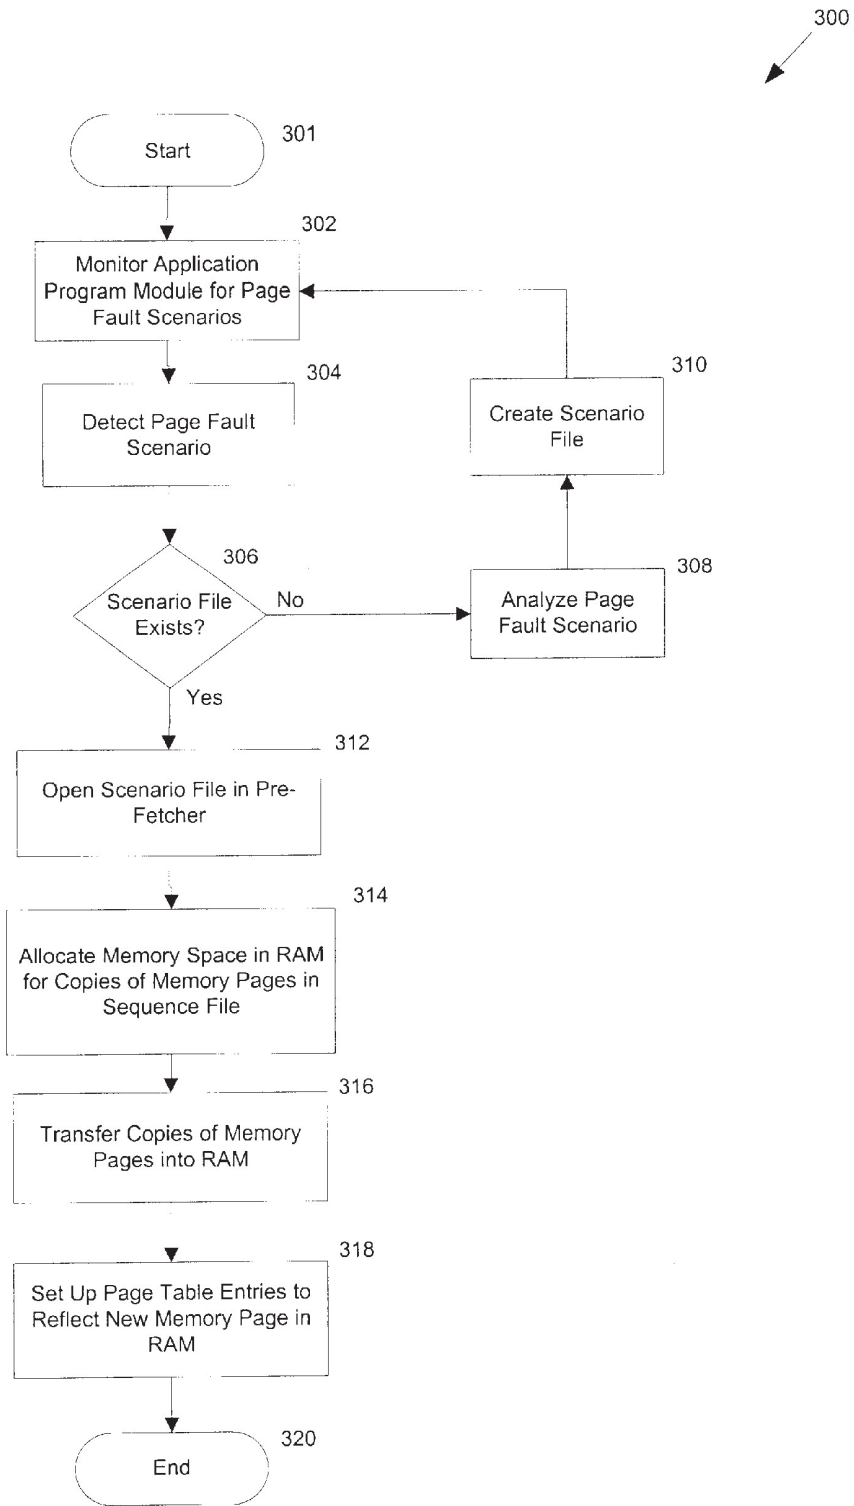 300
Start
301
302
Monitor Application
Program Module for Page
Fault Scenarios
304
Detect Page Fault
Scenario
310
Create Scenario
File
306
Scenario File
Exists?
No
308
Analyze Page
Fault Scenario
Yes
312
Open Scenario File in Pre-
Fetcher
314
Allocate Memory Space in RAM
for Copies of Memory Pages in
Sequence File
316
Transfer Copies of Memory
Pages into RAM
318
Set Up Page Table Entries to
Reflect New Memory Page in
RAM
320
End